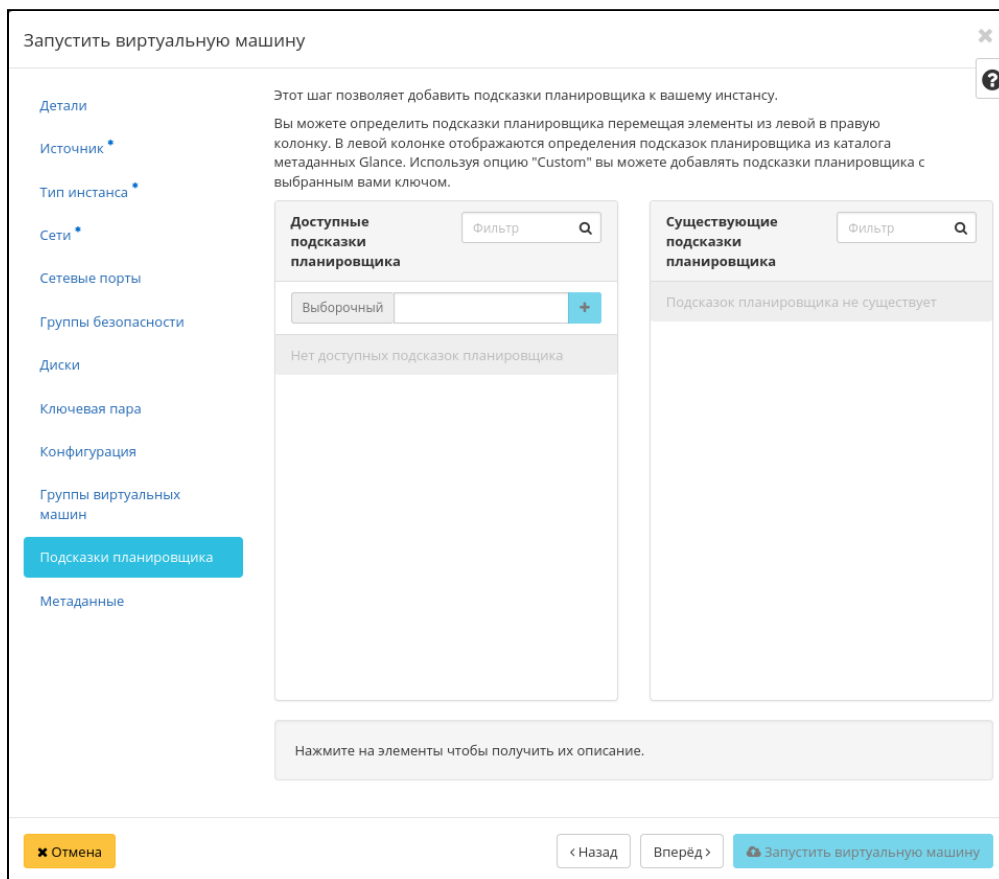 Запустить виртуальную машину
Детали
Источник *
Тип инстанса *
Сети *
Сетевые порты
Группы безопасности
Диски
Ключевая пара
Конфигурация
Группы виртуальных
машин
Подсказки планировщика
Метаданные
Этот шаг позволяет добавить подсказки планировщика к вашему инстансу.
Вы можете определить подсказки планировщика перемещая элементы из левой в правую
колонку. В левой колонке отображаются определения подсказок планировщика из каталога
метаданных Glance. Используя опцию "Custom" вы можете добавлять подсказки планировщика с
выбранным вами ключом.
Доступные
подсказки
планировщика
Фильтр
Выборочный
Нет доступных подсказок планировщика
Существующие
подсказки
планировщика
Фильтр
Подсказок планировщика не существует
Нажмите на элементы чтобы получить их описание.
✖ Отмена
‹ Назад
Вперёд ›
Запустить виртуальную машину